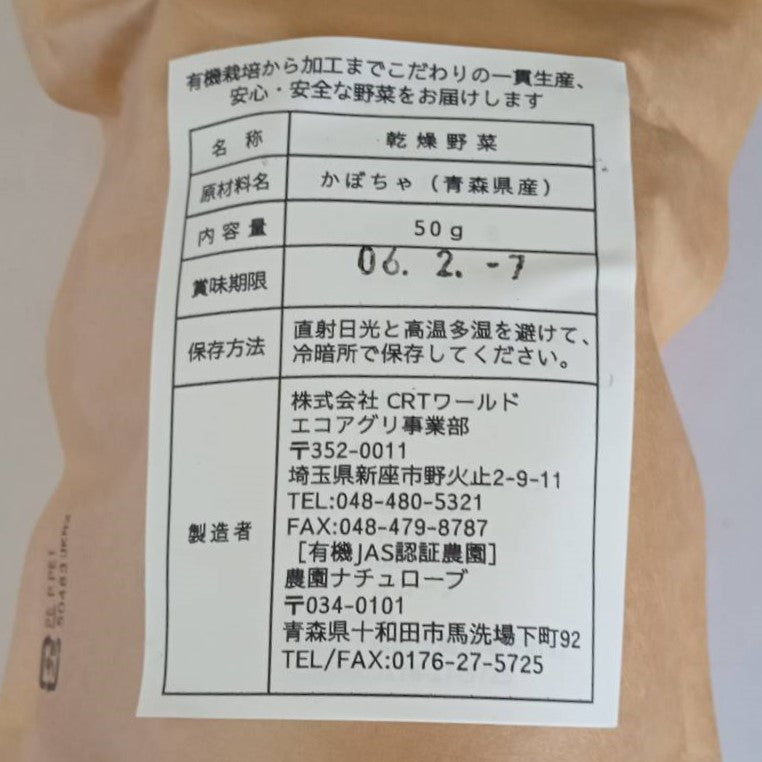 有機栽培から加工までこだわりの一貫生産、
安心・安全な野菜をお届けします
名称 乾燥野菜
原材料名 かぼちゃ（青森県産）
内容量 50g
賞味期限 06. 2. -7
保存方法 直射日光と高温多湿を避けて、
冷暗所で保存してください。
製造者 株式会社 CRTワールド
エコアグリ事業部
〒352-0011
埼玉県新座市野火止2-9-11
TEL:048-480-5321
FAX:048-479-8787
［有機JAS認証農園］
農園ナチュローブ
〒034-0101
青森県十和田市馬洗場下町92
TEL/FAX:0176-27-5725